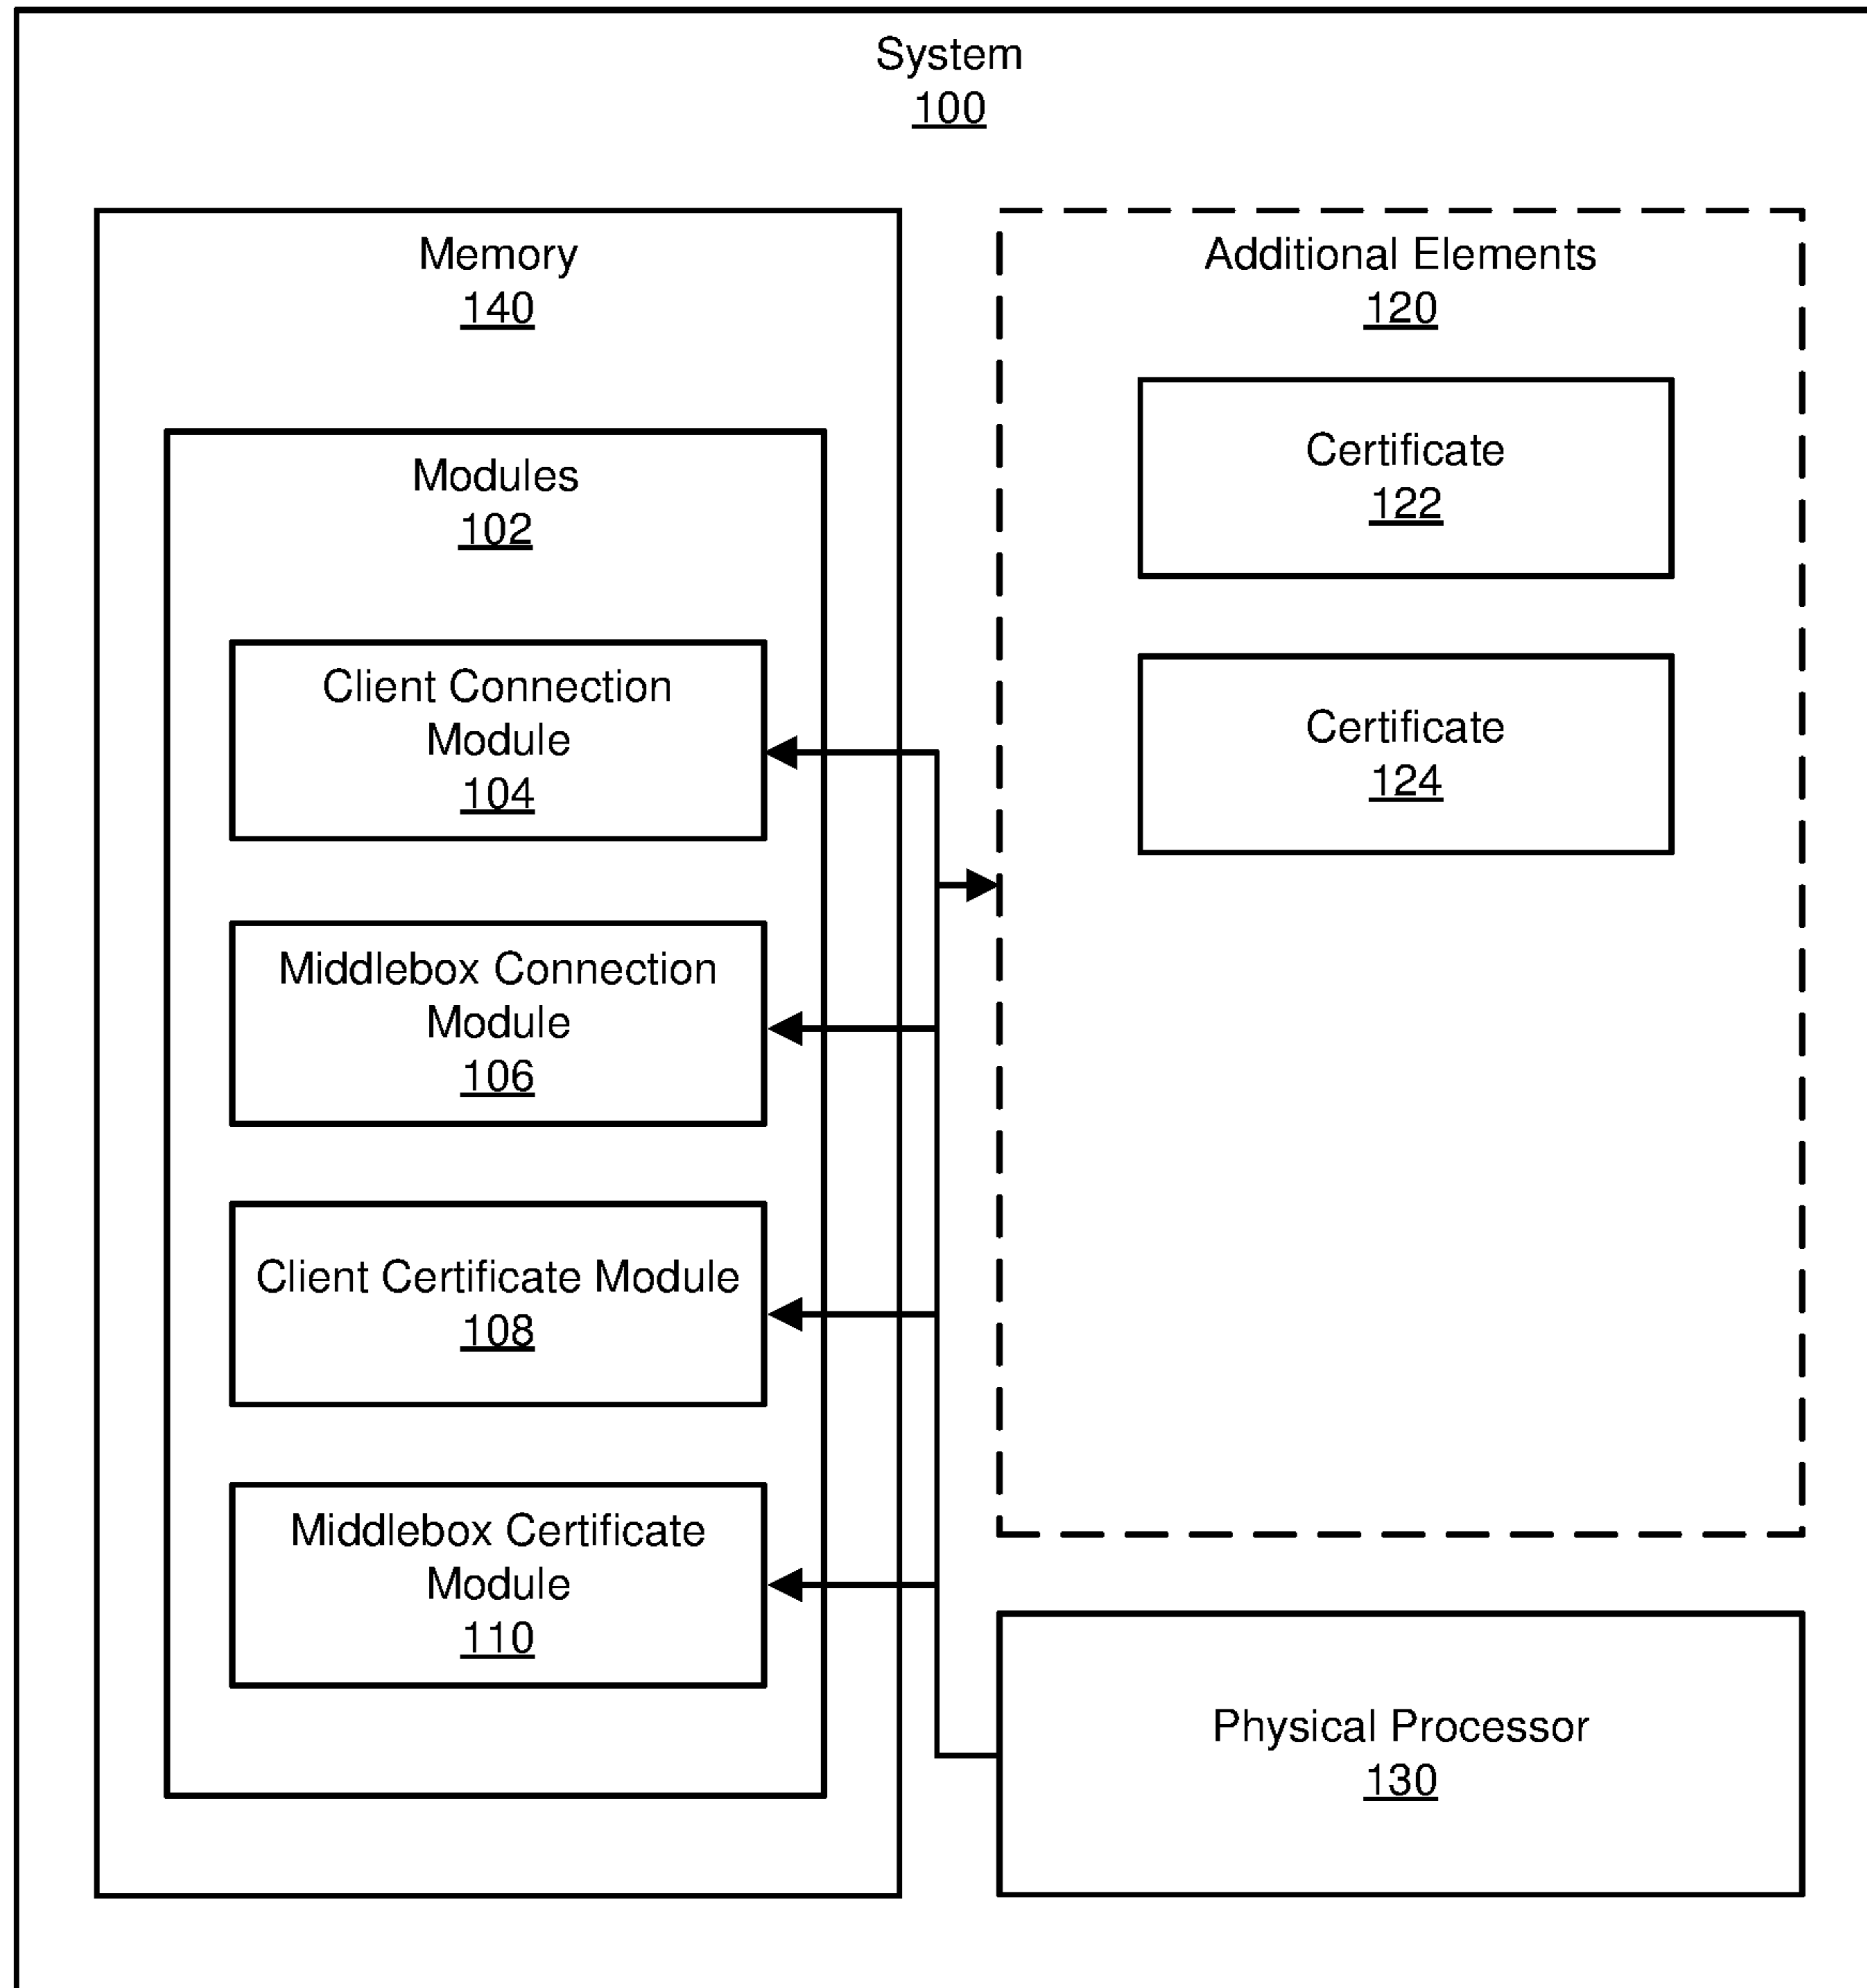 System
100
Memory
140
Modules
102
Client Connection
Module
104
Middlebox Connection
Module
106
Client Certificate Module
108
Middlebox Certificate
Module
110
Additional Elements
120
Certificate
122
Certificate
124
Physical Processor
130